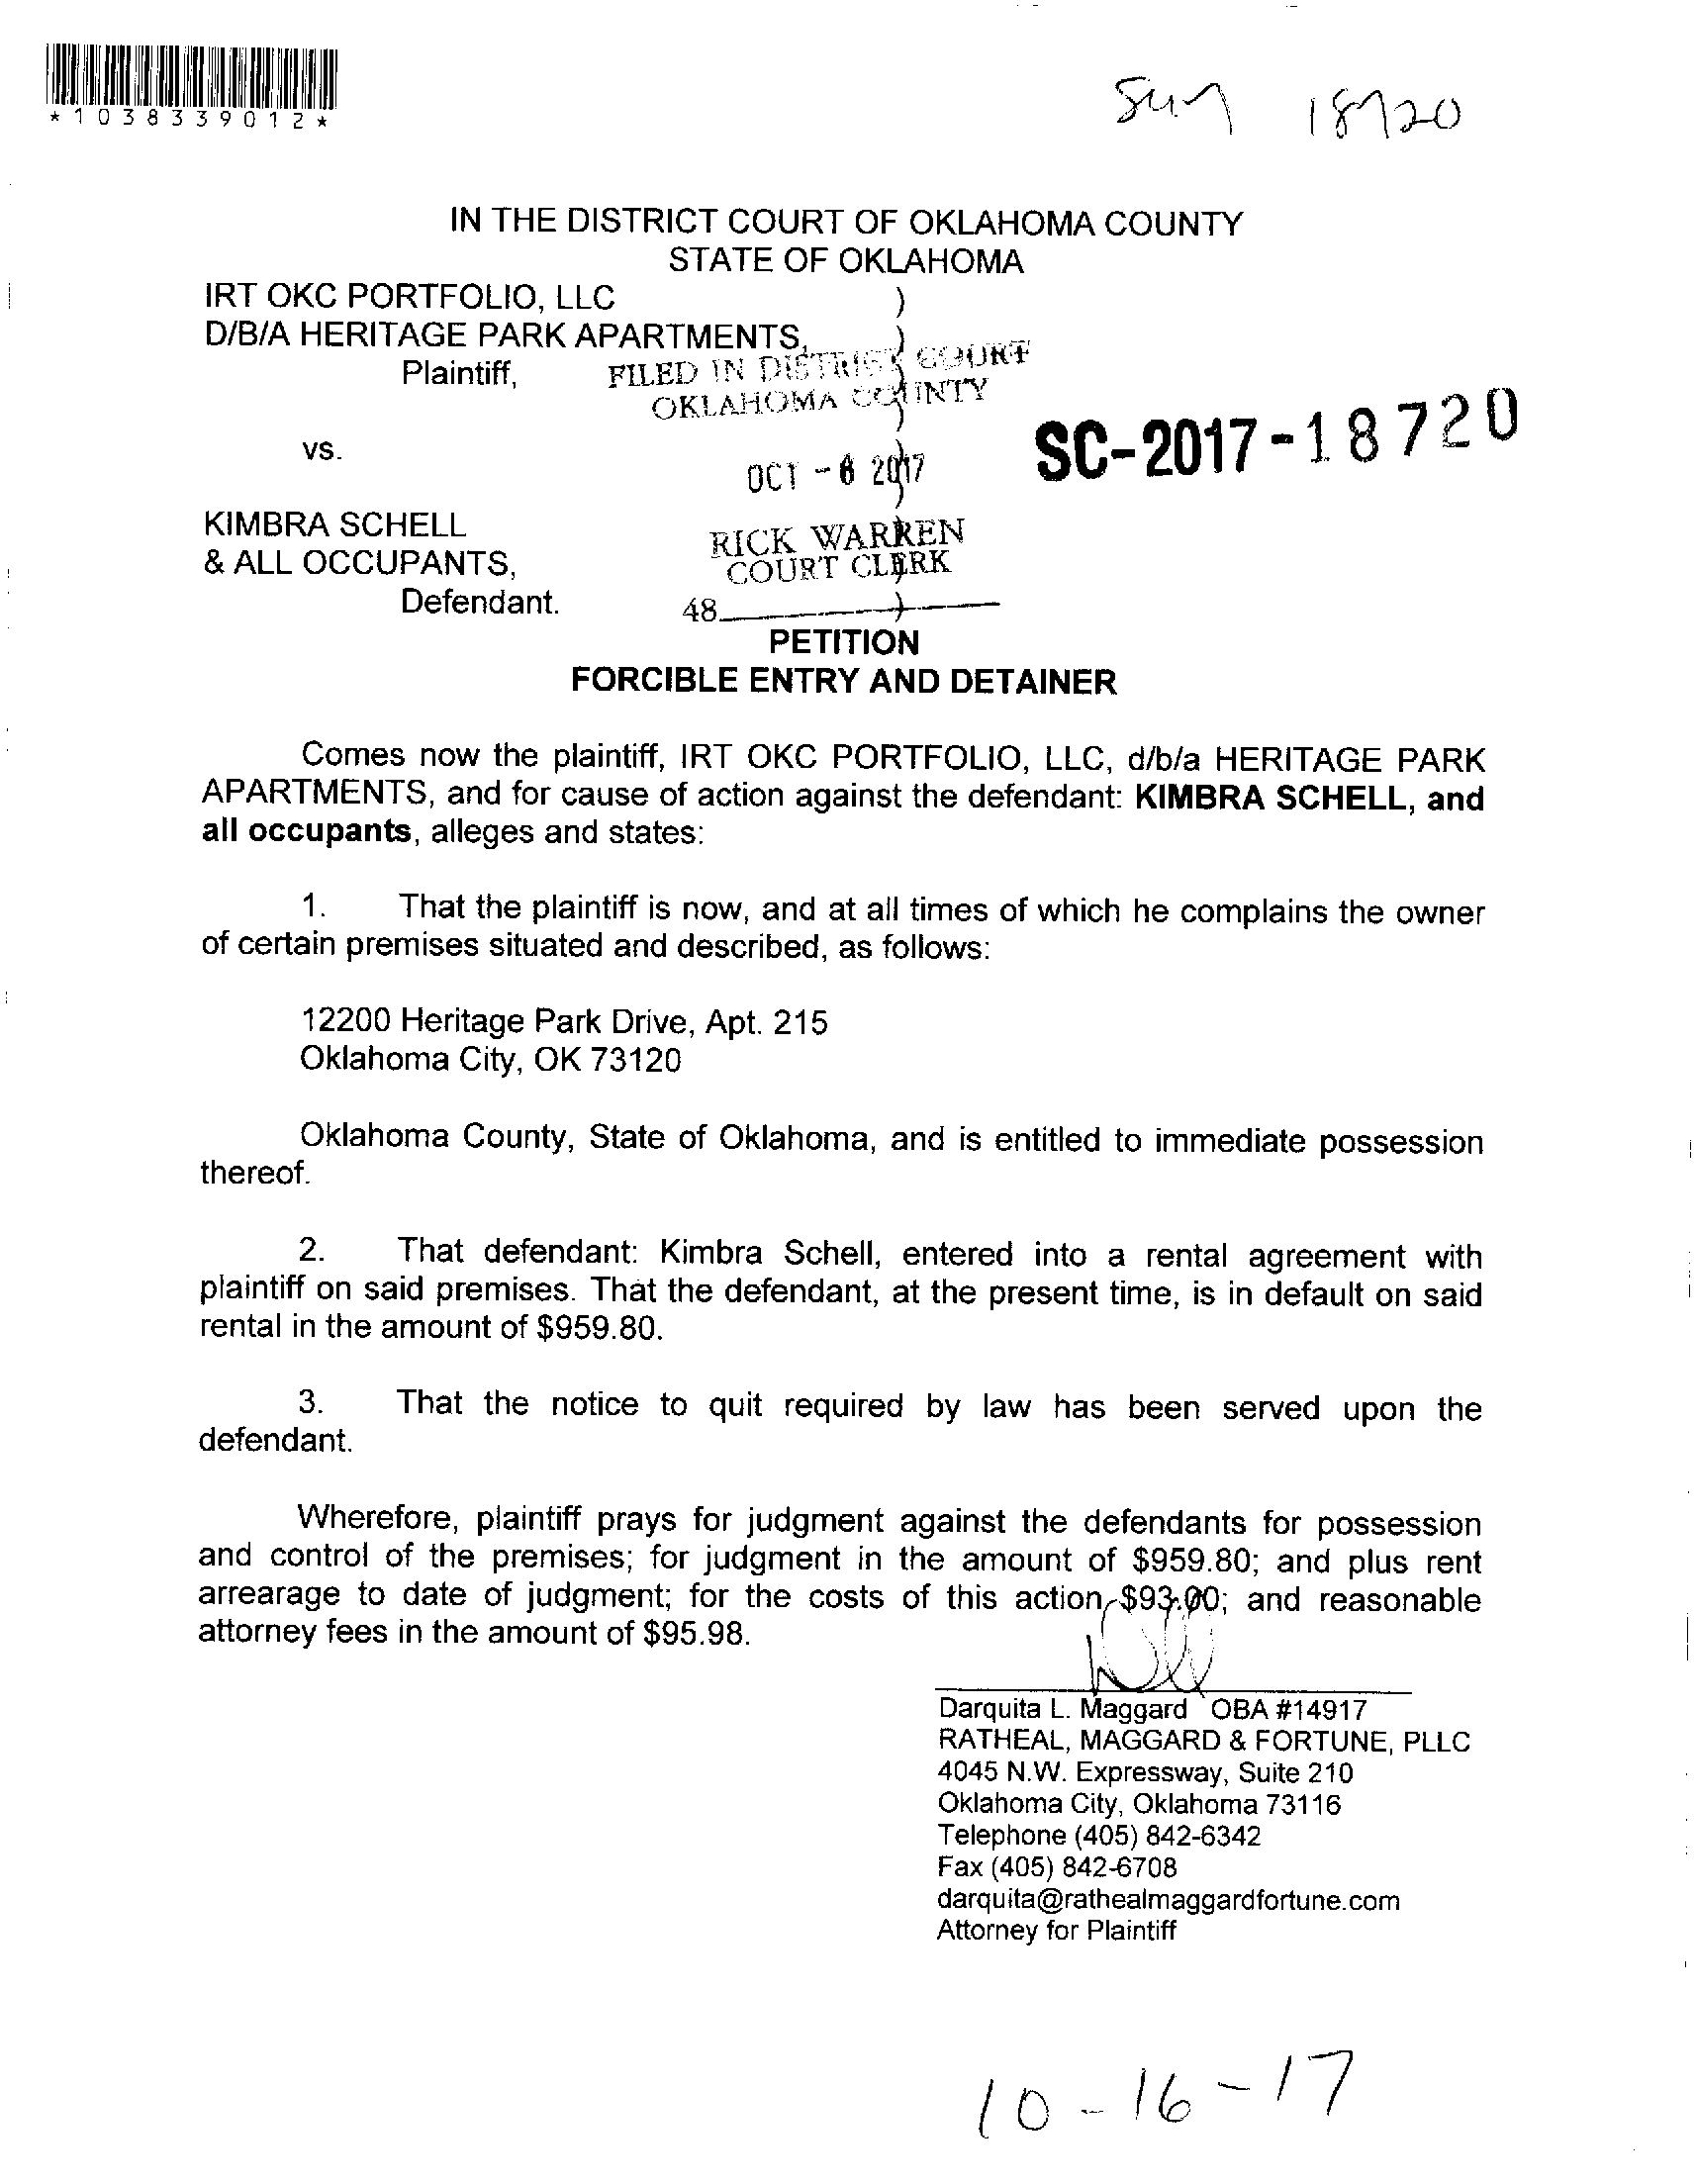 *1038339012*
18720
IN THE DISTRICT COURT OF OKLAHOMA COUNTY
STATE OF OKLAHOMA
IRT OKC PORTFOLIO, LLC )
D/B/A HERITAGE PARK APARTMENTS, )
Plaintiff, )
FILED IN DISTRICT COURT
OKLAHOMA COUNTY )
vs. )
OCT - 6 2017
SC-2017-18720
KIMBRA SCHELL )
RICK WARREN
& ALL OCCUPANTS, )
COURT CLERK
Defendant. )
48
PETITION
FORCIBLE ENTRY AND DETAINER
Comes now the plaintiff, IRT OKC PORTFOLIO, LLC, d/b/a HERITAGE PARK
APARTMENTS, and for cause of action against the defendant: KIMBRA SCHELL, and
all occupants, alleges and states:
1. That the plaintiff is now, and at all times of which he complains the owner
of certain premises situated and described, as follows:
12200 Heritage Park Drive, Apt. 215
Oklahoma City, OK 73120
Oklahoma County, State of Oklahoma, and is entitled to immediate possession
thereof.
2. That defendant: Kimbra Schell, entered into a rental agreement with
plaintiff on said premises. That the defendant, at the present time, is in default on said
rental in the amount of $959.80.
3. That the notice to quit required by law has been served upon the
defendant.
Wherefore, plaintiff prays for judgment against the defendants for possession
and control of the premises; for judgment in the amount of $959.80; and plus rent
arrearage to date of judgment; for the costs of this action, $93.00; and reasonable
attorney fees in the amount of $95.98.
Darquita L. Maggard OBA #14917
RATHEAL, MAGGARD & FORTUNE, PLLC
4045 N.W. Expressway, Suite 210
Oklahoma City, Oklahoma 73116
Telephone (405) 842-6342
Fax (405) 842-6708
darquita@rathealmaggardfortune.com
Attorney for Plaintiff
10-16-17